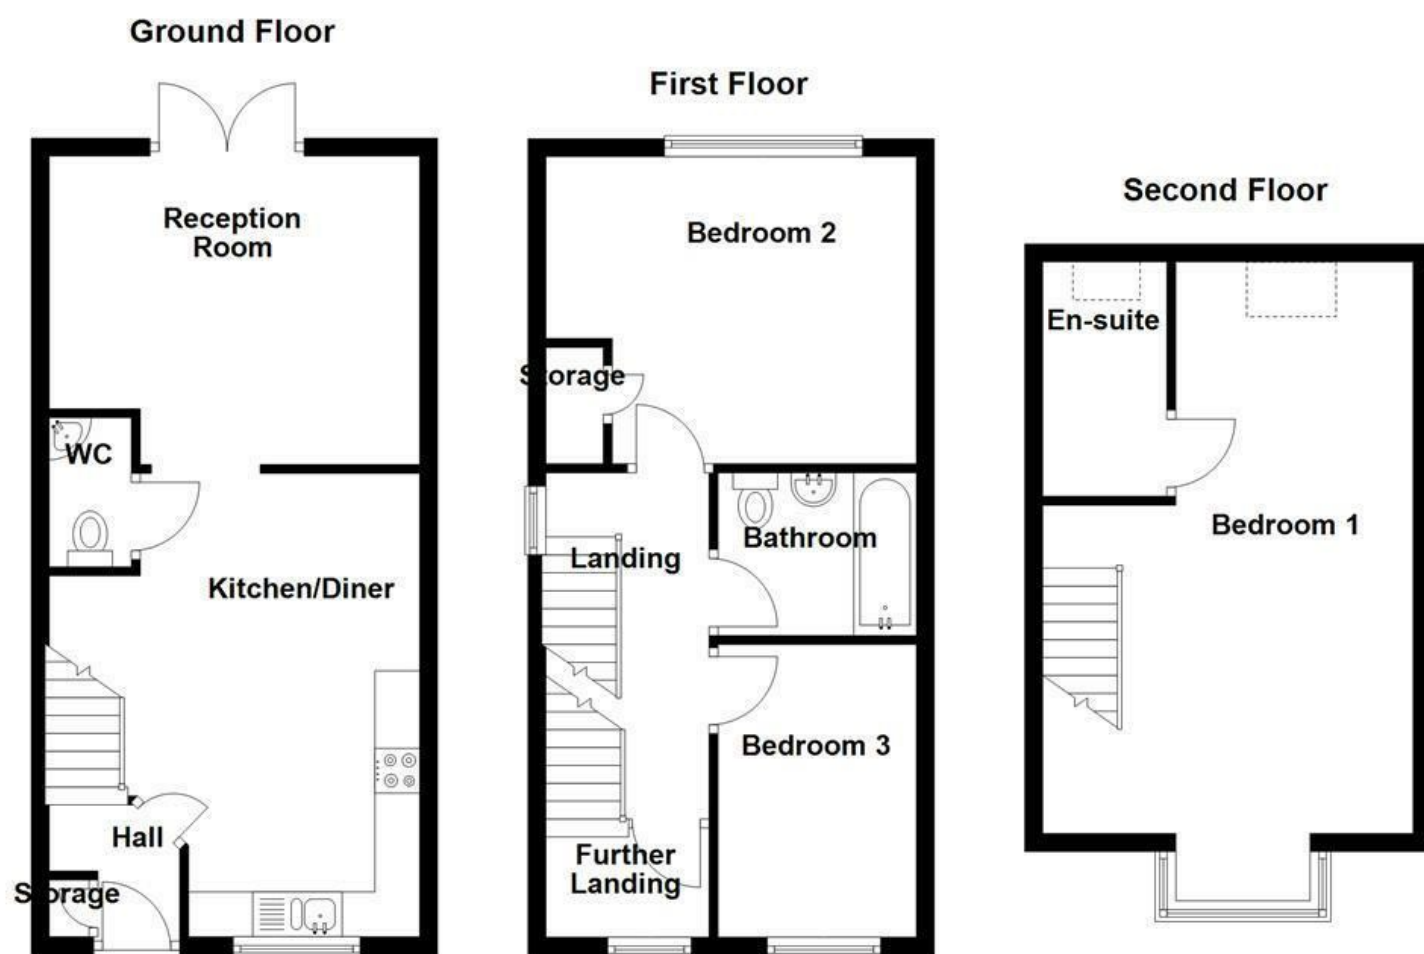 Ground Floor
Reception
Room
WC
Kitchen/Diner
Hall
Storage
First Floor
Bedroom 2
Storage
Landing
Bathroom
Bedroom 3
Further
Landing
Second Floor
En-suite
Bedroom 1